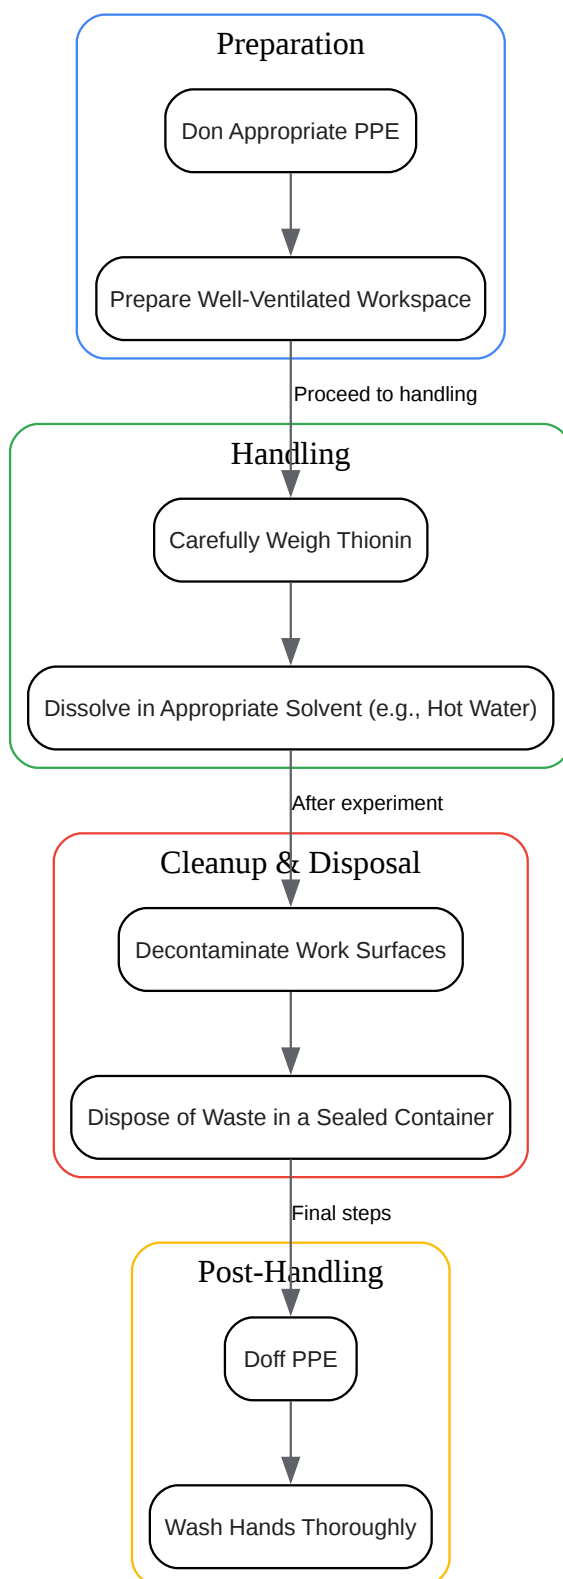 Preparation
Don Appropriate PPE
Prepare Well-Ventilated Workspace
Proceed to handling
Handling
Carefully Weigh Thionin
Dissolve in Appropriate Solvent (e.g., Hot Water)
After experiment
Cleanup & Disposal
Decontaminate Work Surfaces
Dispose of Waste in a Sealed Container
Final steps
Post-Handling
Doff PPE
Wash Hands Thoroughly